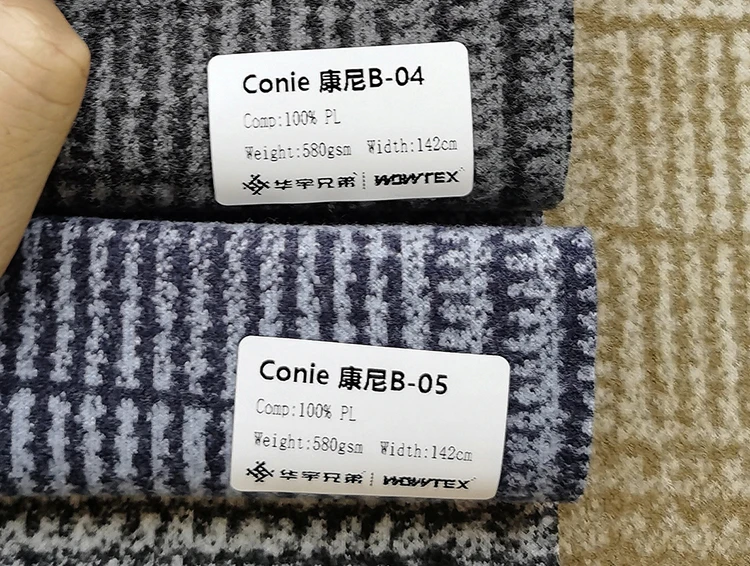 Conie 康尼B-04
Comp:100% PL
Weight:580gsm Width:142cm
华宇兄弟 WOWTEX
Conie 康尼B-05
Comp:100% PL
Weight:580gsm Width:142cm
华宇兄弟 WOWTEX